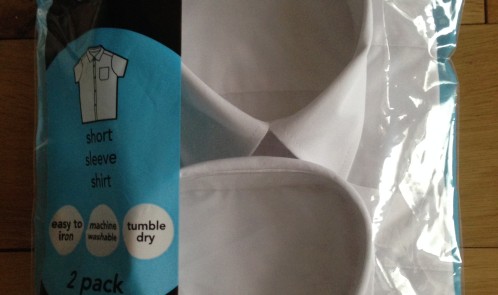 short
sleeve
shirt
easy to
iron
machine
washable
tumble
dry
2 pack